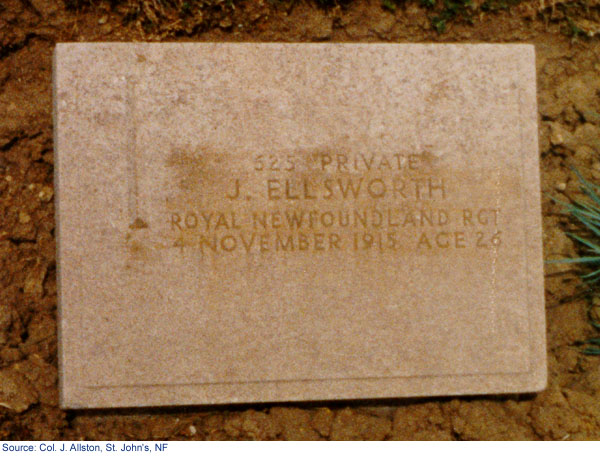 525 PRIVATE
J. ELLSWORTH
ROYAL NEWFOUNDLAND RGT
4 NOVEMBER 1915 AGE 26
Source: Col. J. Allston, St. John's, NF